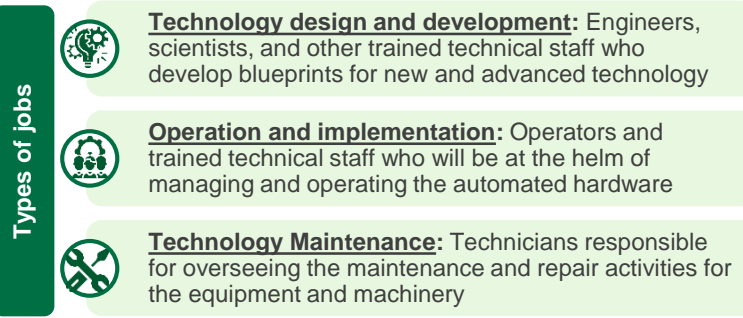 Types of jobs
Technology design and development: Engineers,
scientists, and other trained technical staff who
develop blueprints for new and advanced technology
Operation and implementation: Operators and
trained technical staff who will be at the helm of
managing and operating the automated hardware
Technology Maintenance: Technicians responsible
for overseeing the maintenance and repair activities for
the equipment and machinery